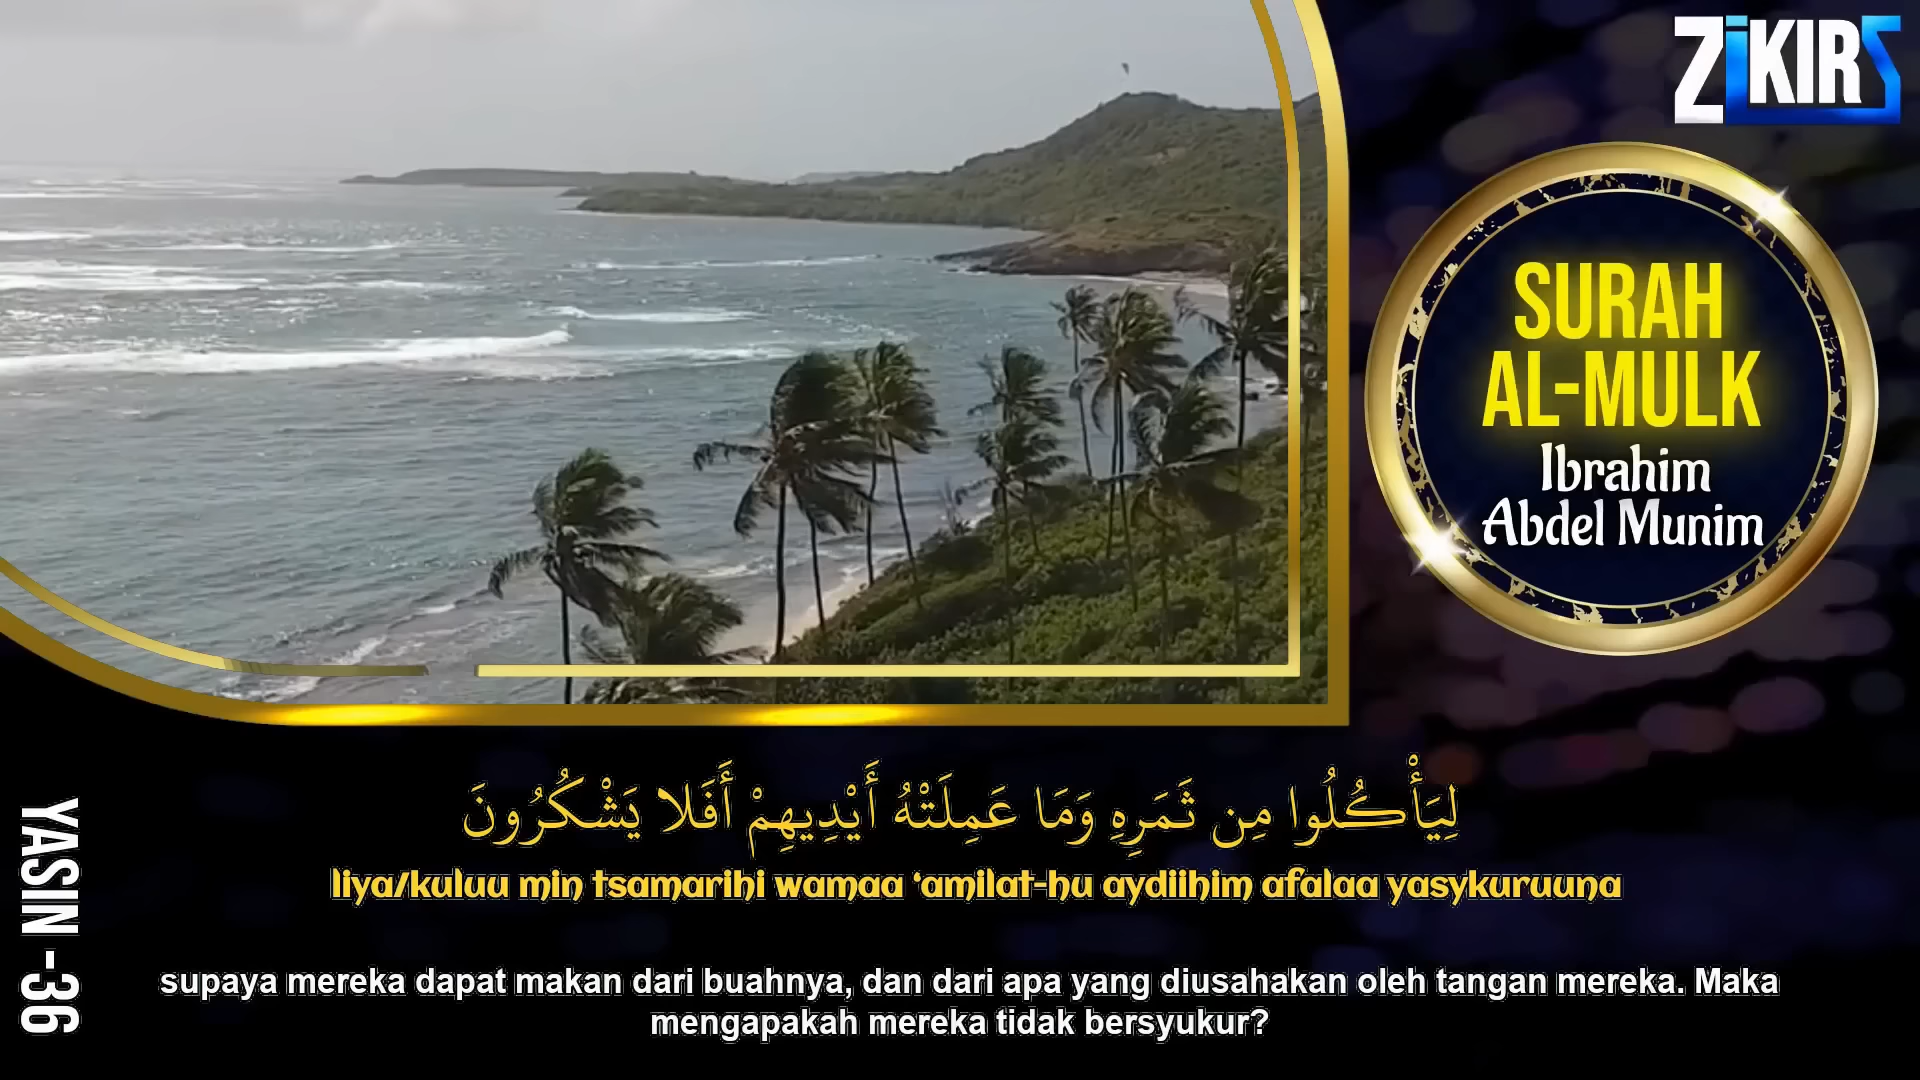 ZiKIRS
SURAH
AL-MULK
Ibrahim
Abdel Munim
لِيَأْكُلُوا مِن ثَمَرِهِ وَمَا عَمِلَتْهُ أَيْدِيهِمْ أَفَلا يَشْكُرُونَ
liya/kuluu min tsamarihi wamaa ‘amilat-hu aydiihim afalaa yasykuruuna
supaya mereka dapat makan dari buahnya, dan dari apa yang diusahakan oleh tangan mereka. Maka
mengapakah mereka tidak bersyukur?
YASIN -36